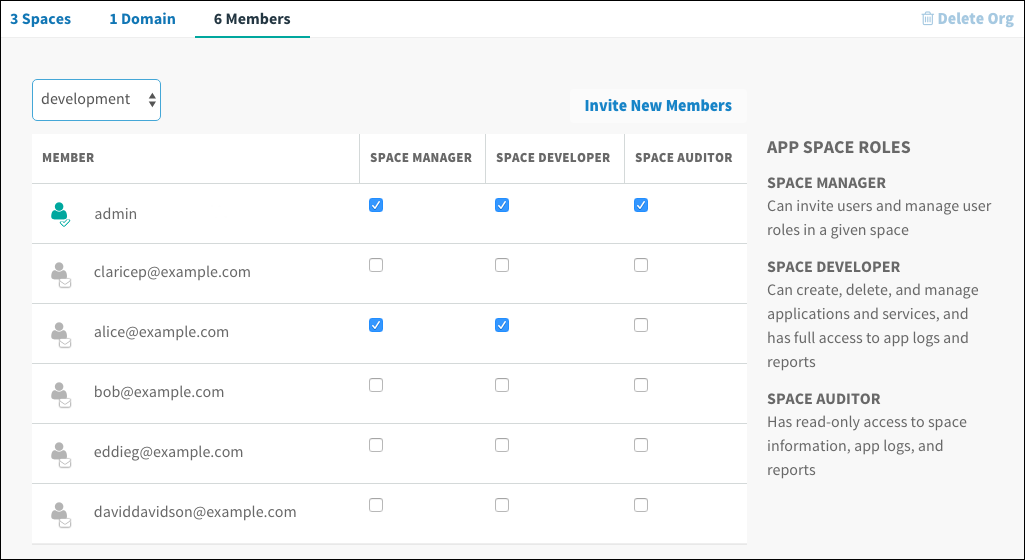 3 Spaces 1 Domain 6 Members Delete Org
development
Invite New Members
MEMBER SPACE MANAGER SPACE DEVELOPER SPACE AUDITOR
admin
claricep@example.com
alice@example.com
bob@example.com
eddieg@example.com
daviddavidson@example.com
APP SPACE ROLES
SPACE MANAGER
Can invite users and manage user
roles in a given space
SPACE DEVELOPER
Can create, delete, and manage
applications and services, and
has full access to app logs and
reports
SPACE AUDITOR
Has read-only access to space
information, app logs, and
reports